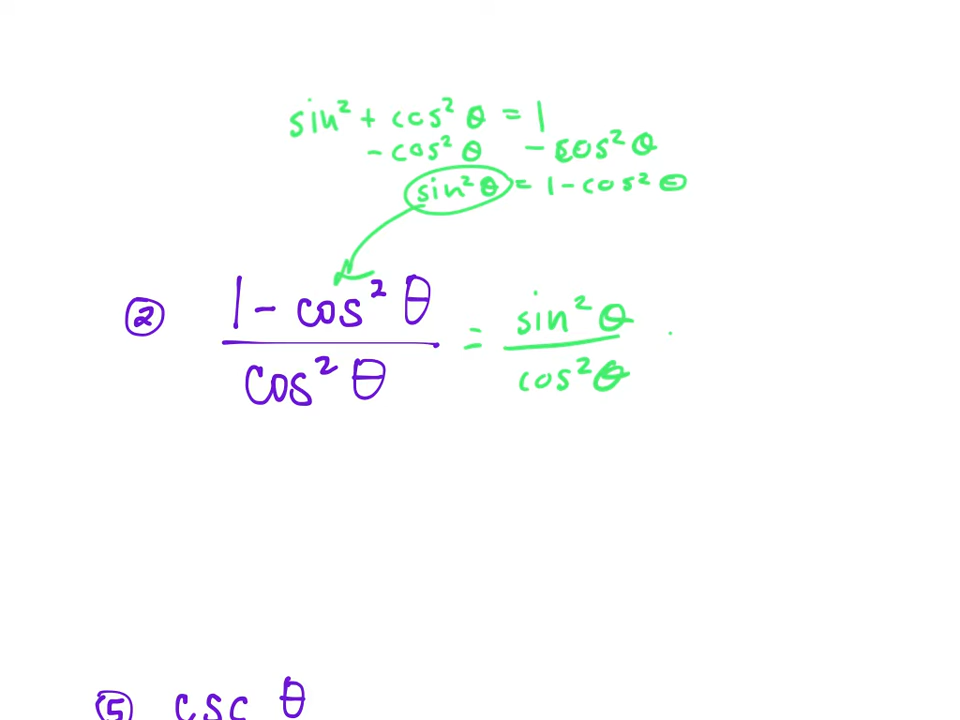 sin² + cos² θ = 1
- cos² θ - cos² θ
sin² θ = 1 - cos² θ
② 1 - cos² θ / cos² θ = sin² θ / cos² θ
⑤ csc θ